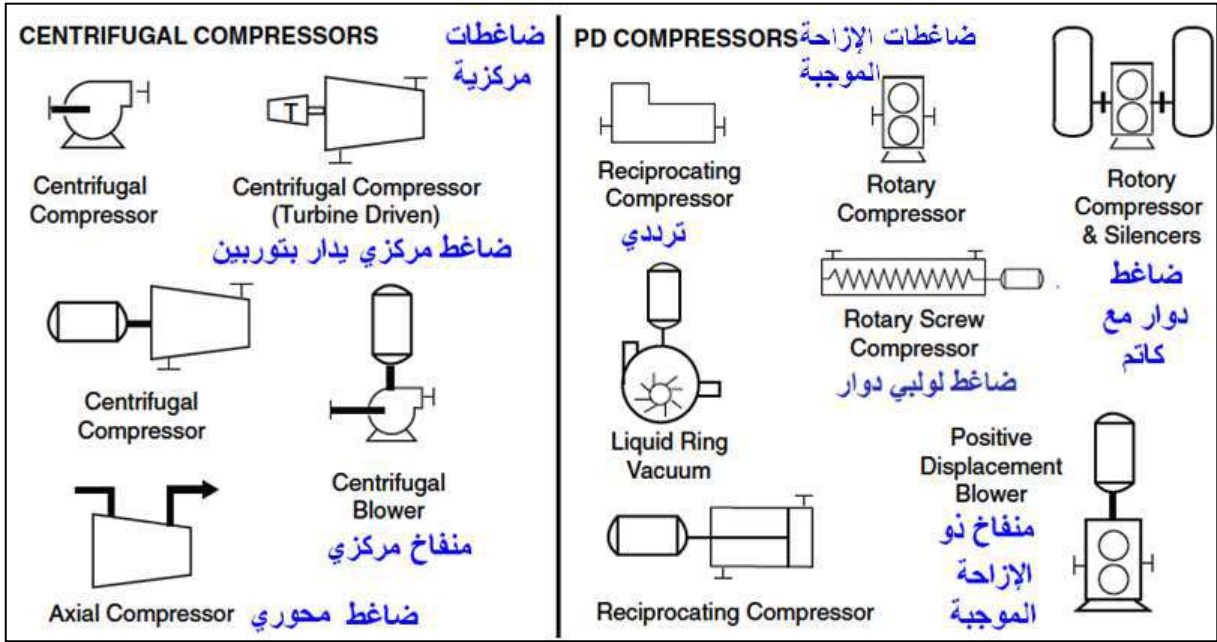 CENTRIFUGAL COMPRESSORS
ضاغطات
مركزية
T
Centrifugal
Compressor
Centrifugal Compressor
(Turbine Driven)
ضاغط مركزي يدار بتوربين
Centrifugal
Compressor
Centrifugal
Blower
منفاخ مركزي
Axial Compressor
ضاغط محوري
PD COMPRESSORS
ضاغطات الإزاحة
الموجبة
Reciprocating
Compressor
ترددي
Rotary
Compressor
Rotory
Compressor
& Silencers
ضاغط
دوار مع
كاتم
Rotary Screw
Compressor
ضاغط لولبي دوار
Liquid Ring
Vacuum
Positive
Displacement
Blower
منفاخ ذو
الإزاحة
الموجبة
Reciprocating Compressor